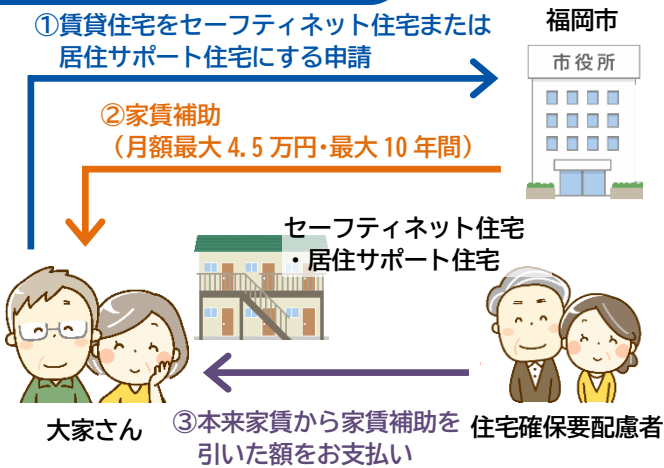 ①賃貸住宅をセーフティネット住宅または
居住サポート住宅にする申請
福岡市
市役所
②家賃補助
（月額最大4.5万円・最大10年間）
セーフティネット住宅
・居住サポート住宅
大家さん
③本来家賃から家賃補助を
引いた額をお支払い
住宅確保要配慮者